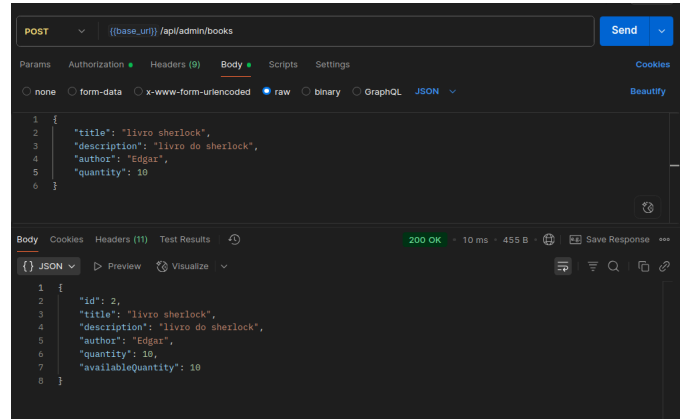 POST {{base_url}} /api/admin/books Send
Params Authorization Headers (9) Body Scripts Settings Cookies
none form-data x-www-form-urlencoded raw binary GraphQL JSON Beautify
1 {
2 "title": "livro sherlock",
3 "description": "livro do sherlock",
4 "author": "Edgar",
5 "quantity": 10
6 }
Body Cookies Headers (11) Test Results 200 OK 10 ms 455 B Save Response
{} JSON Preview Visualize
1 {
2 "id": 2,
3 "title": "livro sherlock",
4 "description": "livro do sherlock",
5 "author": "Edgar",
6 "quantity": 10,
7 "availableQuantity": 10
8 }